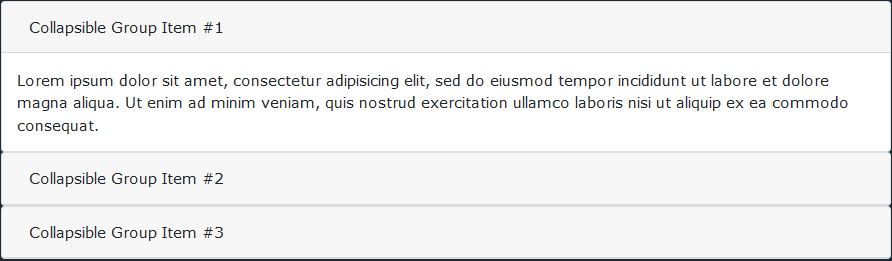 Collapsible Group Item #1
Lorem ipsum dolor sit amet, consectetur adipisicing elit, sed do eiusmod tempor incididunt ut labore et dolore
magna aliqua. Ut enim ad minim veniam, quis nostrud exercitation ullamco laboris nisi ut aliquip ex ea commodo
consequat.
Collapsible Group Item #2
Collapsible Group Item #3